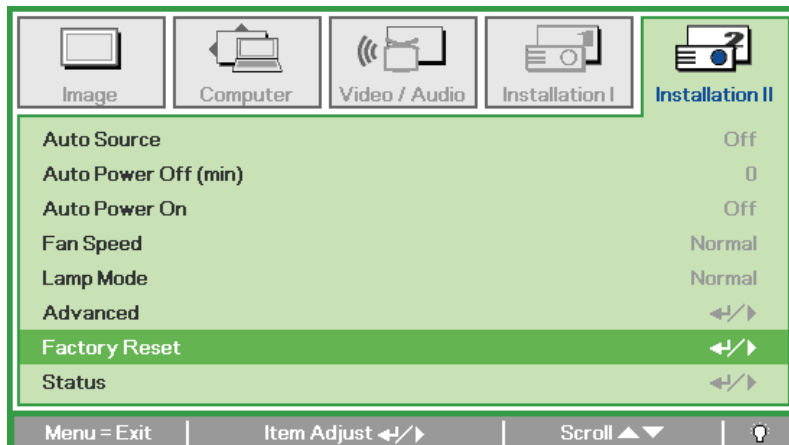 Image Computer Video / Audio Installation I Installation II
Auto Source Off
Auto Power Off (min) 0
Auto Power On Off
Fan Speed Normal
Lamp Mode Normal
Advanced
Factory Reset
Status
Menu = Exit Item Adjust Scroll